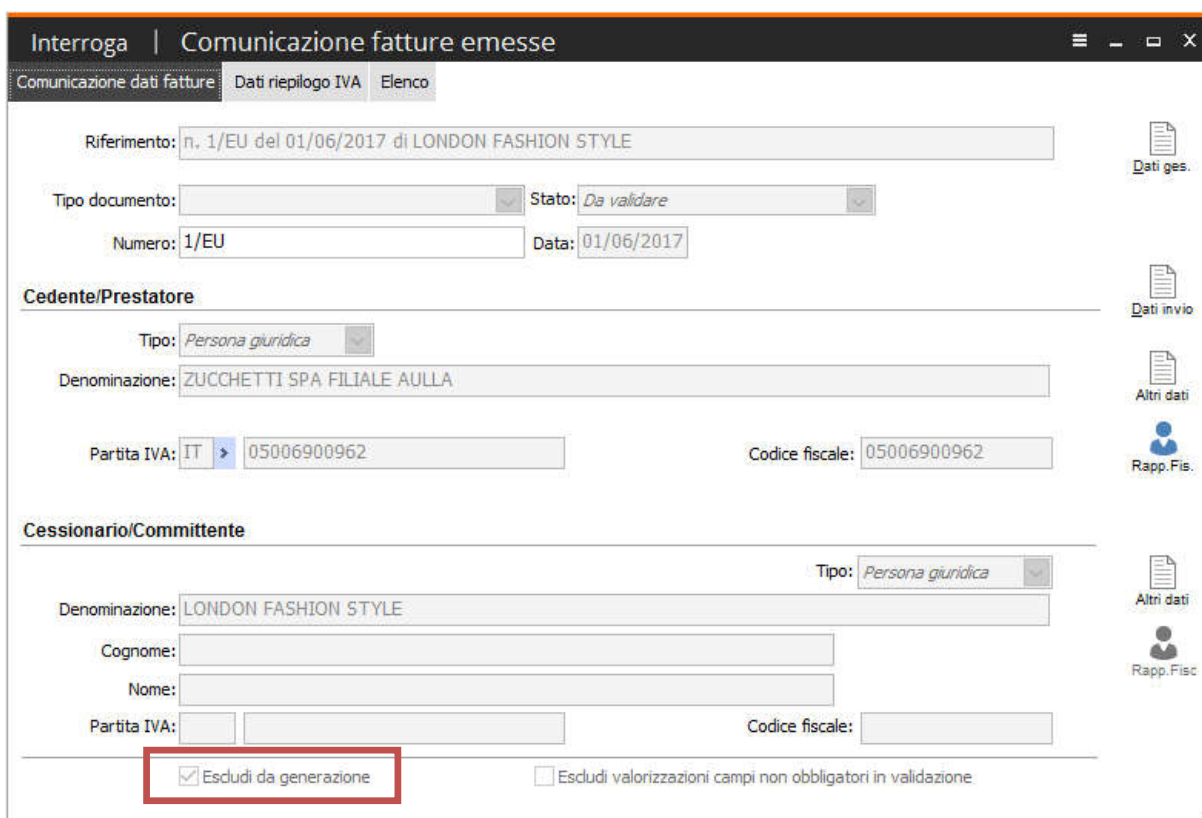 Interroga | Comunicazione fatture emesse
Comunicazione dati fatture Dati riepilogo IVA Elenco
Riferimento: n. 1/EU del 01/06/2017 di LONDON FASHION STYLE
Dati ges.
Tipo documento: Stato: Da validare
Numero: 1/EU Data: 01/06/2017
Cedente/Prestatore
Dati invio
Tipo: Persona giuridica
Denominazione: ZUCCHETTI SPA FILIALE AULLA
Altri dati
Partita IVA: IT > 05006900962 Codice fiscale: 05006900962
Rapp.Fis.
Cessionario/Committente
Tipo: Persona giuridica
Denominazione: LONDON FASHION STYLE
Altri dati
Cognome:
Nome:
Rapp.Fisc
Partita IVA: Codice fiscale:
Escludi da generazione Escludi valorizzazioni campi non obbligatori in validazione